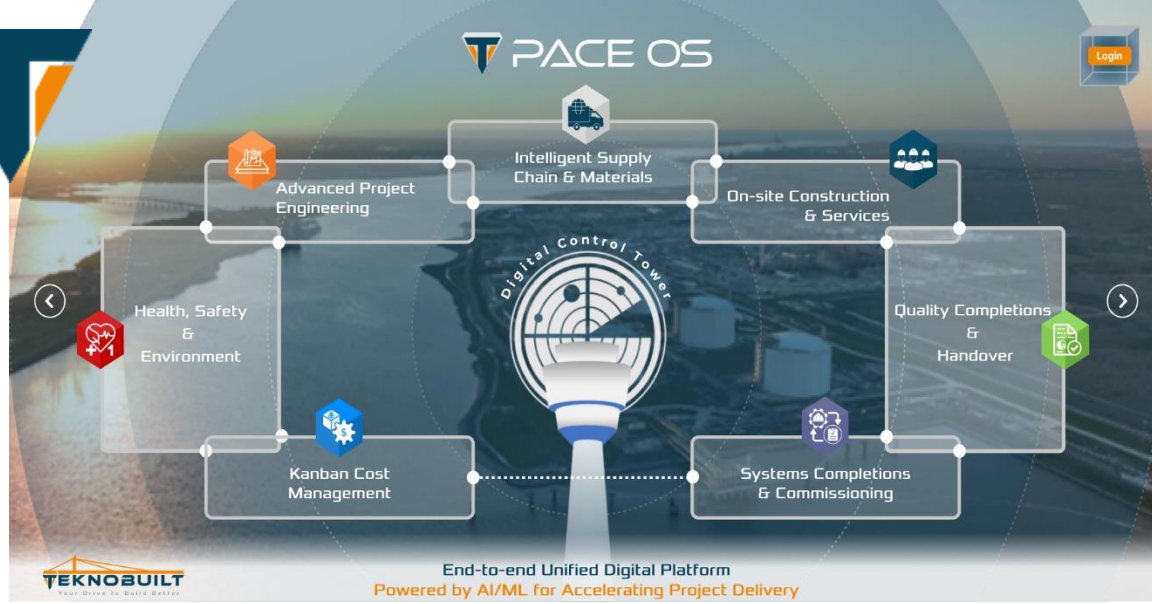 PACE OS
Login
Intelligent Supply
Chain & Materials
Advanced Project
Engineering
On-site Construction
& Services
Digital Control Tower
Health, Safety
&
Environment
+1
Quality Completions
&
Handover
$
Kanban Cost
Management
Systems Completions
& Commissioning
TEKNOBUILT
Your Drive to Build Better
End-to-end Unified Digital Platform
Powered by AI/ML for Accelerating Project Delivery